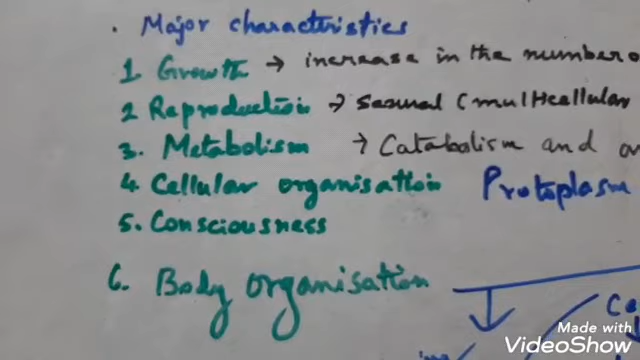 . Major characteristics
1 Growth → increase in the number o
2 Reproduction → Sexual (multicellular
3. Metabolism → Catabolism and
4. Cellular organisation Protoplasm
5. Consciousness
6. Body organisation
Made with
VideoShow